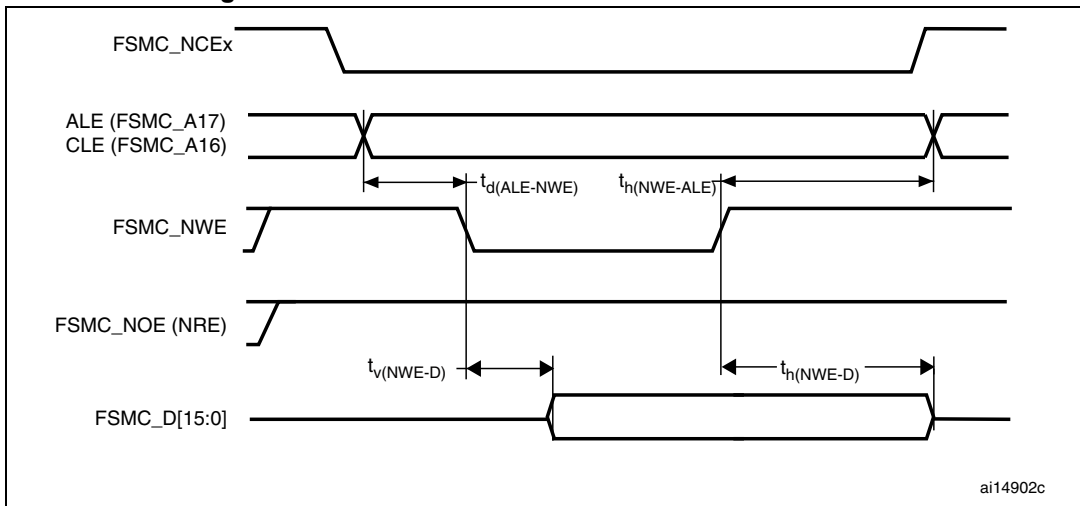 FSMC_NCEx
ALE (FSMC_A17)
CLE (FSMC_A16)
td(ALE-NWE)
th(NWE-ALE)
FSMC_NWE
FSMC_NOE (NRE)
tv(NWE-D)
th(NWE-D)
FSMC_D[15:0]
ai14902c